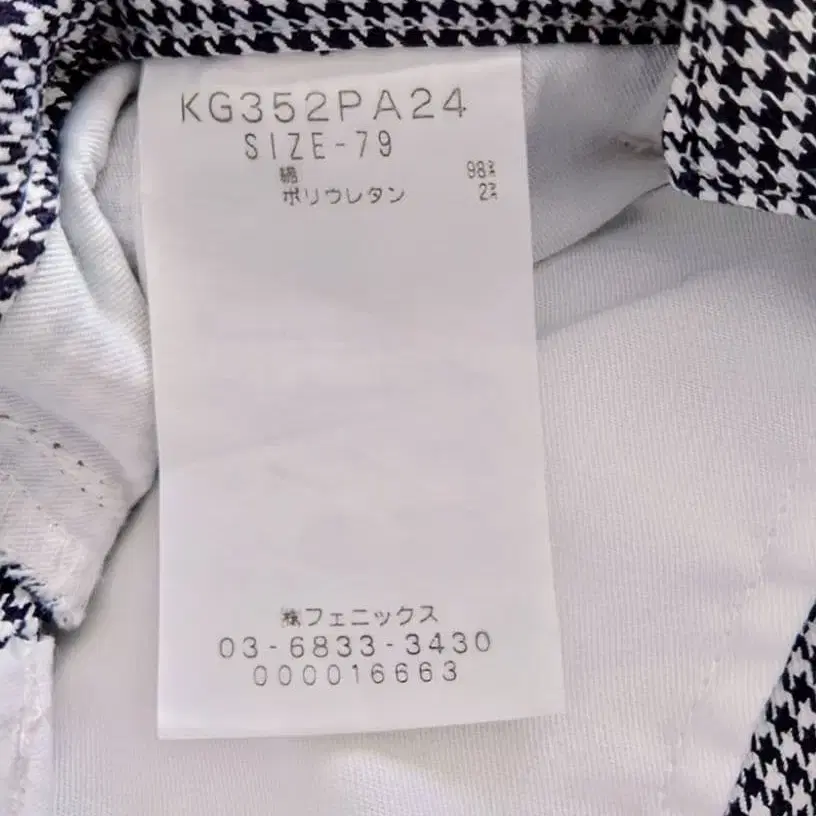 KG352PA24
SIZE-79
綿 98%
ポリウレタン 2%
㈱フェニックス
03-6833-3430
000016663